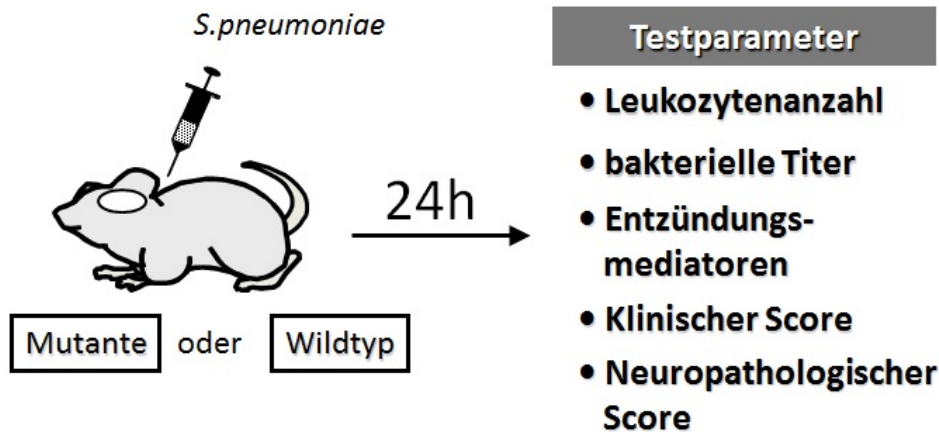 S.pneumoniae
24h
Mutante oder Wildtyp
Testparameter
• Leukozytenanzahl
• bakterielle Titer
• Entzündungs-
mediatoren
• Klinischer Score
• Neuropathologischer
Score